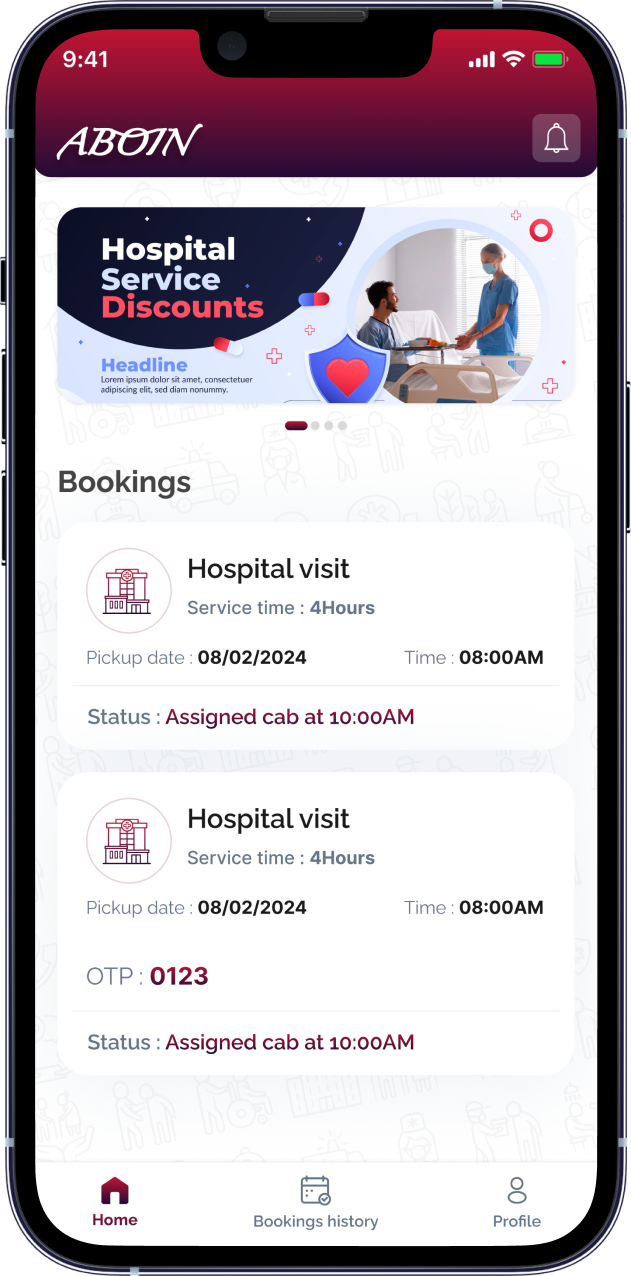 9:41
ABOIN
Hospital
Service
Discounts
Headline
Lorem ipsum dolor sit amet, consectetuer
adipiscing elit, sed diam nonummy.
Bookings
Hospital visit
Service time : 4Hours
Pickup date : 08/02/2024 Time : 08:00AM
Status : Assigned cab at 10:00AM
Hospital visit
Service time : 4Hours
Pickup date : 08/02/2024 Time : 08:00AM
OTP : 0123
Status : Assigned cab at 10:00AM
Home Bookings history Profile